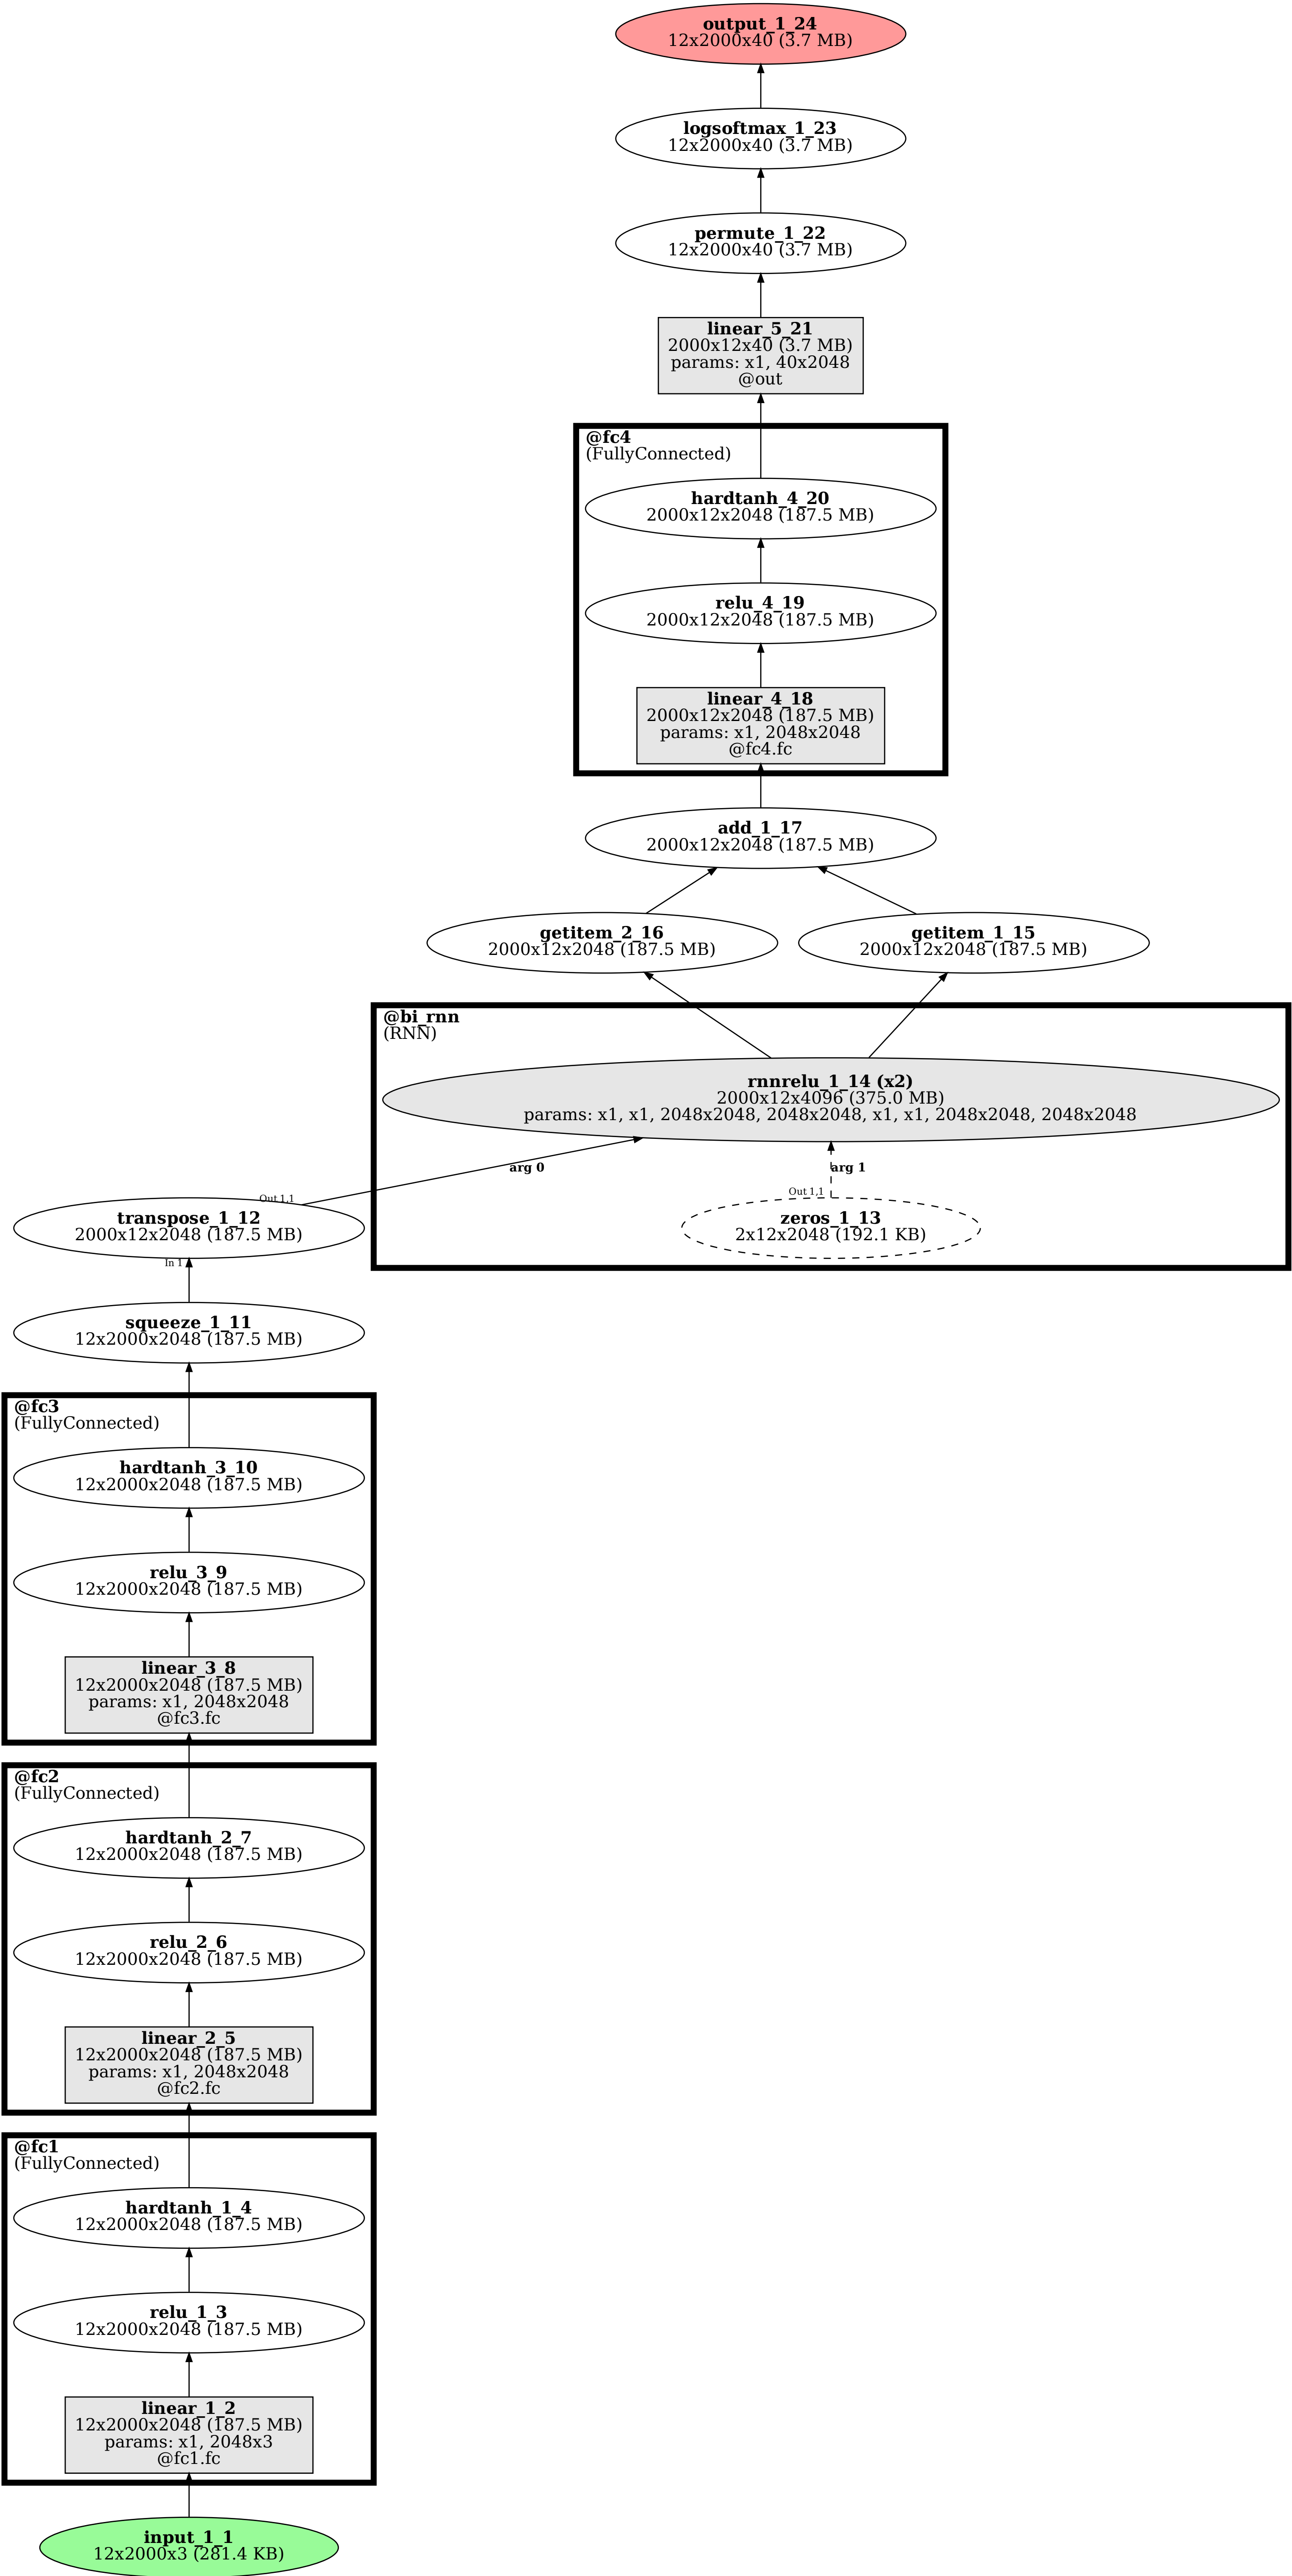 output_1_24
12x2000x40 (3.7 MB)
logsoftmax_1_23
12x2000x40 (3.7 MB)
permute_1_22
12x2000x40 (3.7 MB)
linear_5_21
2000x12x40 (3.7 MB)
params: x1, 40x2048
@out
@fc4
(FullyConnected)
hardtanh_4_20
2000x12x2048 (187.5 MB)
relu_4_19
2000x12x2048 (187.5 MB)
linear_4_18
2000x12x2048 (187.5 MB)
params: x1, 2048x2048
@fc4.fc
add_1_17
2000x12x2048 (187.5 MB)
getitem_2_16
2000x12x2048 (187.5 MB)
getitem_1_15
2000x12x2048 (187.5 MB)
@bi_rnn
(RNN)
rnnrelu_1_14 (x2)
2000x12x4096 (375.0 MB)
params: x1, x1, 2048x2048, 2048x2048, x1, x1, 2048x2048, 2048x2048
arg 0
arg 1
Out 1,1
zeros_1_13
2x12x2048 (192.1 KB)
Out 1,1
transpose_1_12
2000x12x2048 (187.5 MB)
In 1
squeeze_1_11
12x2000x2048 (187.5 MB)
@fc3
(FullyConnected)
hardtanh_3_10
12x2000x2048 (187.5 MB)
relu_3_9
12x2000x2048 (187.5 MB)
linear_3_8
12x2000x2048 (187.5 MB)
params: x1, 2048x2048
@fc3.fc
@fc2
(FullyConnected)
hardtanh_2_7
12x2000x2048 (187.5 MB)
relu_2_6
12x2000x2048 (187.5 MB)
linear_2_5
12x2000x2048 (187.5 MB)
params: x1, 2048x2048
@fc2.fc
@fc1
(FullyConnected)
hardtanh_1_4
12x2000x2048 (187.5 MB)
relu_1_3
12x2000x2048 (187.5 MB)
linear_1_2
12x2000x2048 (187.5 MB)
params: x1, 2048x3
@fc1.fc
input_1_1
12x2000x3 (281.4 KB)